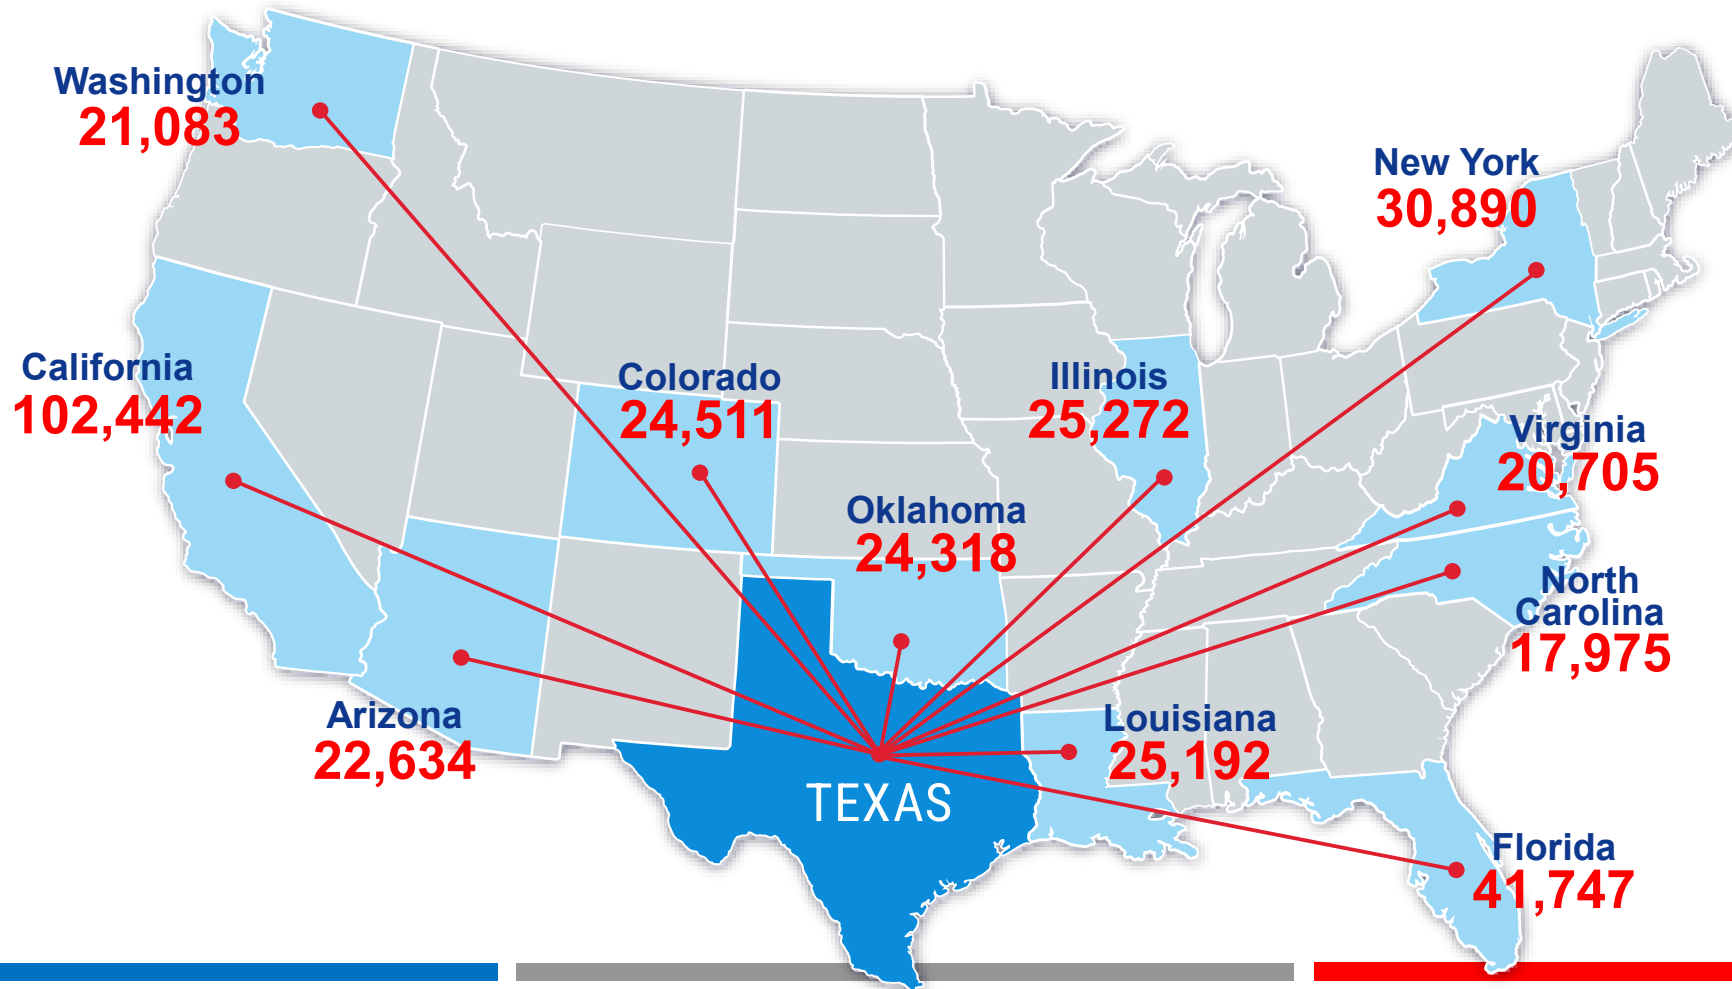 Washington
21,083
New York
30,890
California
102,442
Colorado
24,511
Illinois
25,272
Virginia
20,705
Oklahoma
24,318
North
Carolina
17,975
Arizona
22,634
Louisiana
25,192
TEXAS
Florida
41,747